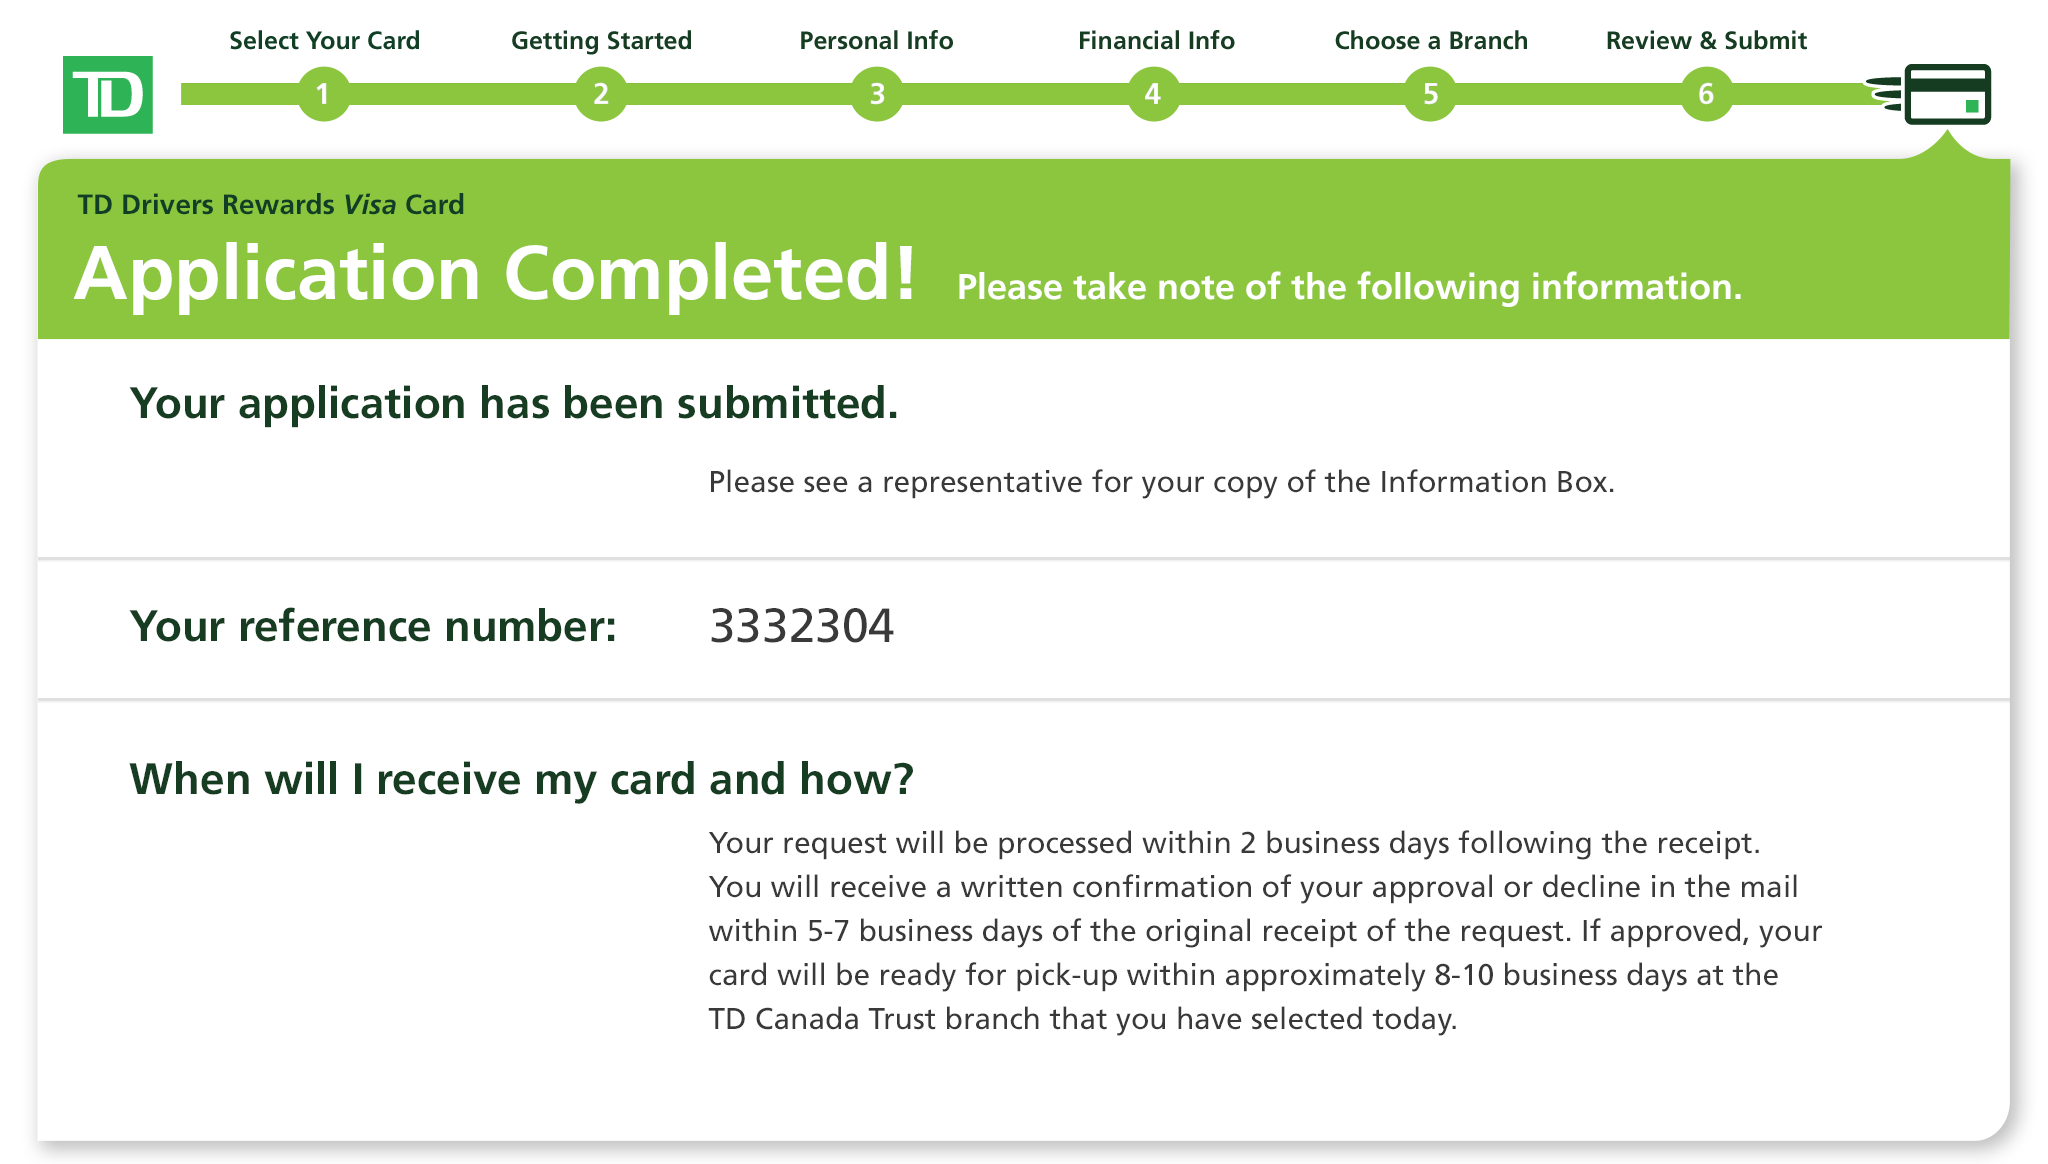 Select Your Card Getting Started Personal Info Financial Info Choose a Branch Review & Submit
TD 1 2 3 4 5 6
TD Drivers Rewards Visa Card
Application Completed! Please take note of the following information.
Your application has been submitted.
Please see a representative for your copy of the Information Box.
Your reference number: 3332304
When will I receive my card and how?
Your request will be processed within 2 business days following the receipt.
You will receive a written confirmation of your approval or decline in the mail
within 5-7 business days of the original receipt of the request. If approved, your
card will be ready for pick-up within approximately 8-10 business days at the
TD Canada Trust branch that you have selected today.